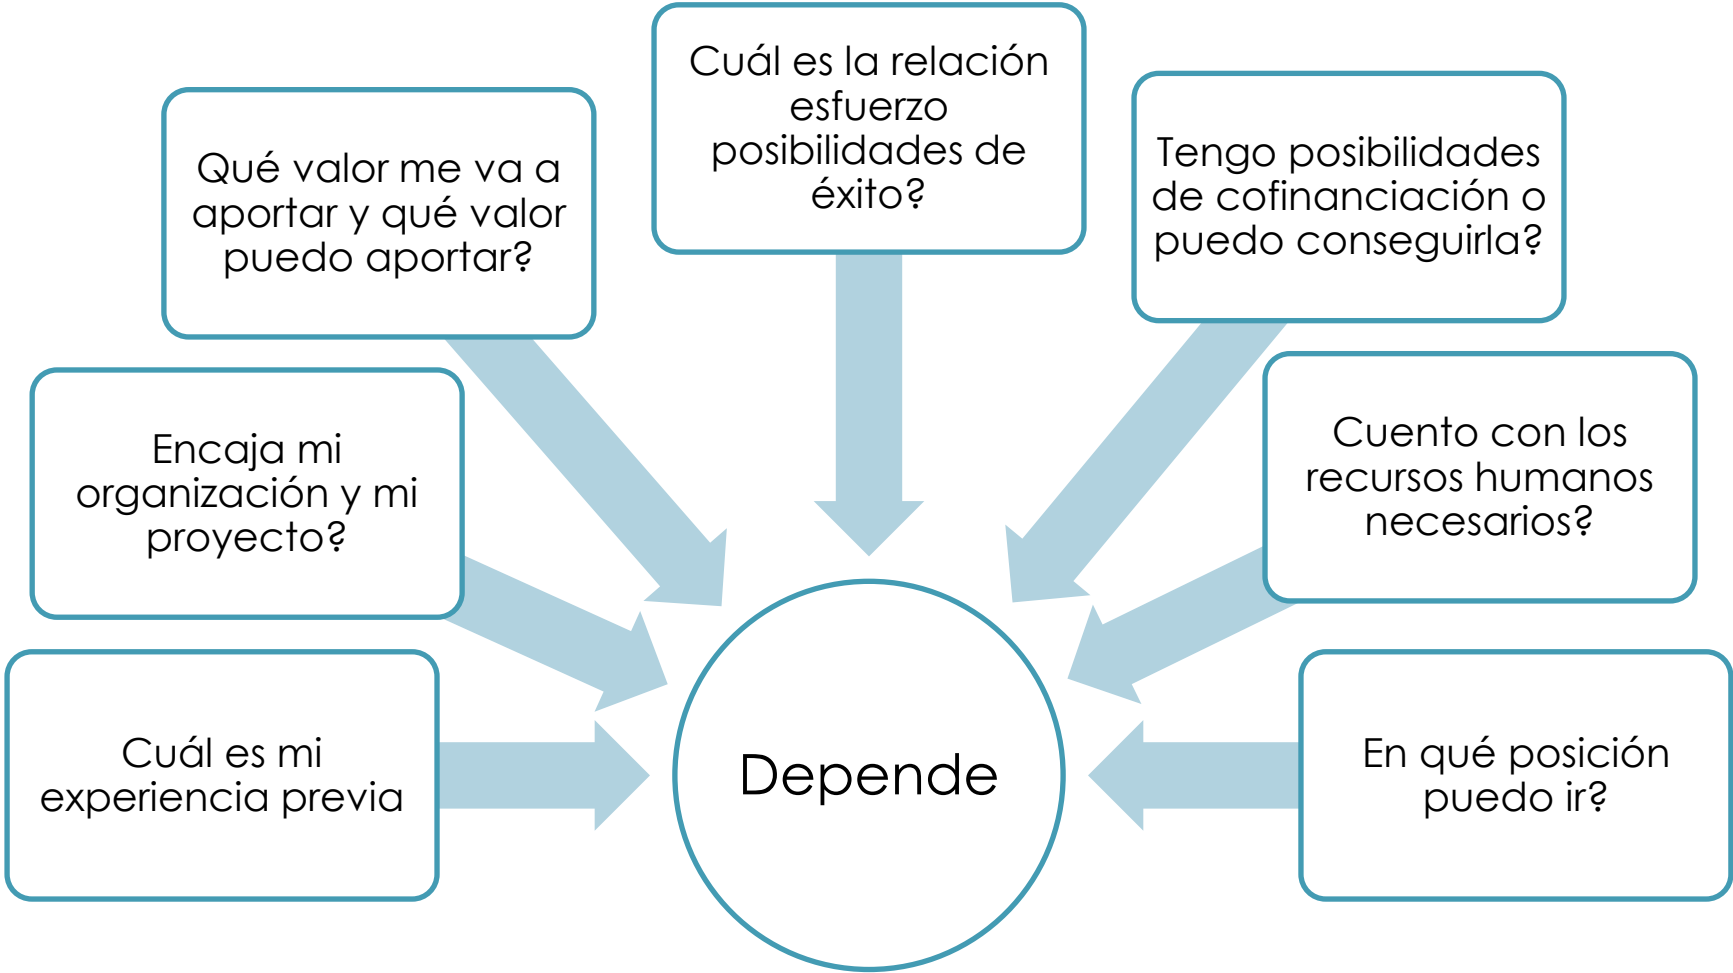 Cuál es la relación
esfuerzo
posibilidades de
éxito?
Qué valor me va a
aportar y qué valor
puedo aportar?
Tengo posibilidades
de cofinanciación o
puedo conseguirla?
Encaja mi
organización y mi
proyecto?
Cuento con los
recursos humanos
necesarios?
Cuál es mi
experiencia previa
Depende
En qué posición
puedo ir?